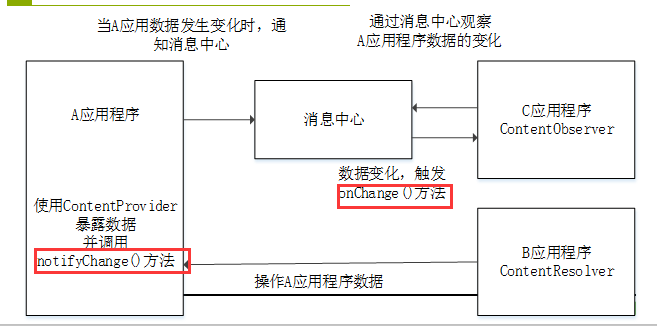 当A应用数据发生变化时，通
知消息中心
通过消息中心观察
A应用程序数据的变化
A应用程序
消息中心
C应用程序
ContentObserver
数据变化，触发
onChange()方法
使用ContentProvider
暴露数据
并调用
notifyChange()方法
B应用程序
ContentResolver
操作A应用程序数据